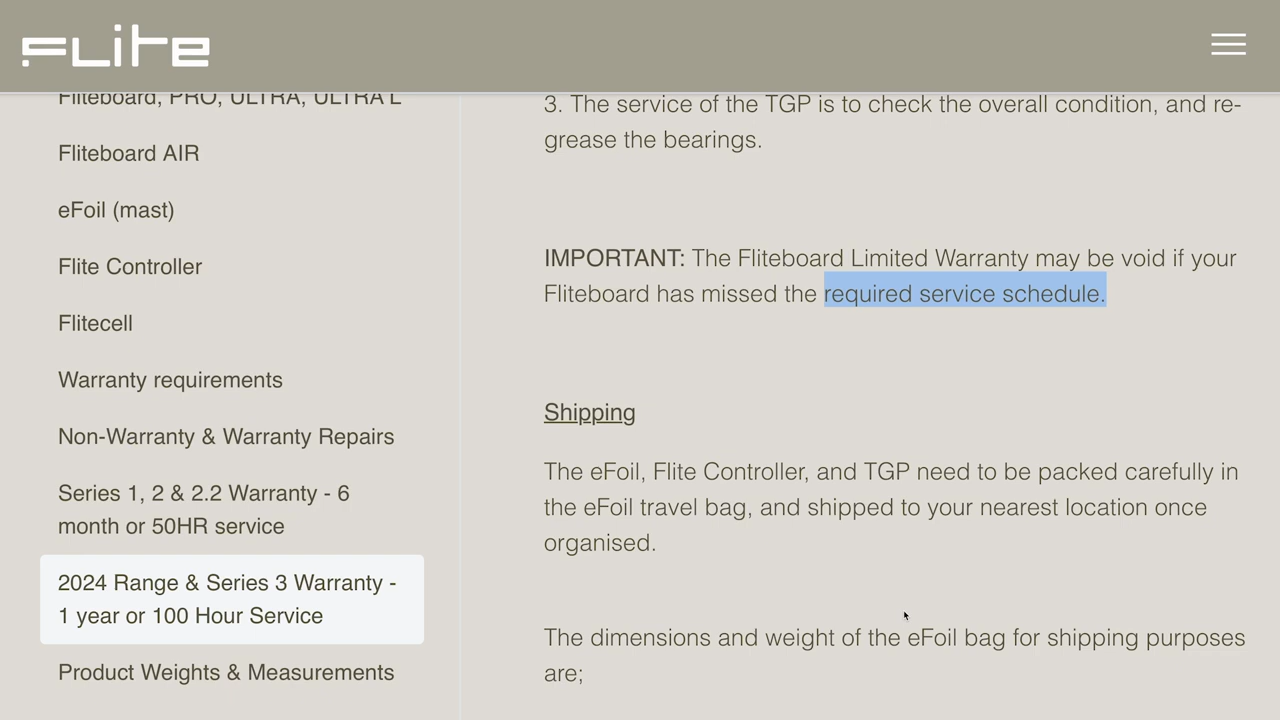 FLITE
Fliteboard, PRO, ULTRA, ULTRA L
Fliteboard AIR
eFoil (mast)
Flite Controller
Flitecell
Warranty requirements
Non-Warranty & Warranty Repairs
Series 1, 2 & 2.2 Warranty - 6
month or 50HR service
2024 Range & Series 3 Warranty -
1 year or 100 Hour Service
Product Weights & Measurements
3. The service of the TGP is to check the overall condition, and re-
grease the bearings.
IMPORTANT: The Fliteboard Limited Warranty may be void if your
Fliteboard has missed the required service schedule.
Shipping
The eFoil, Flite Controller, and TGP need to be packed carefully in
the eFoil travel bag, and shipped to your nearest location once
organised.
The dimensions and weight of the eFoil bag for shipping purposes
are;